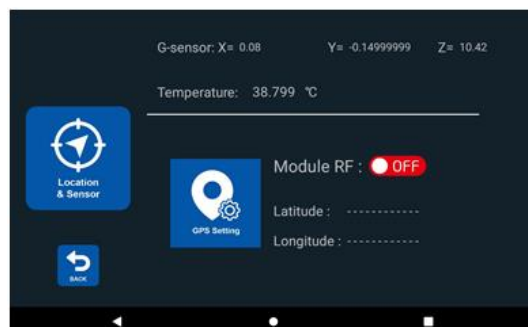 G-sensor: X= 0.08 Y= -0.14999999 Z= 10.42
Temperature: 38.799 ℃
Location
& Sensor
Module RF : OFF
GPS Setting
Latitude : ------------
Longitude : ------------
BACK